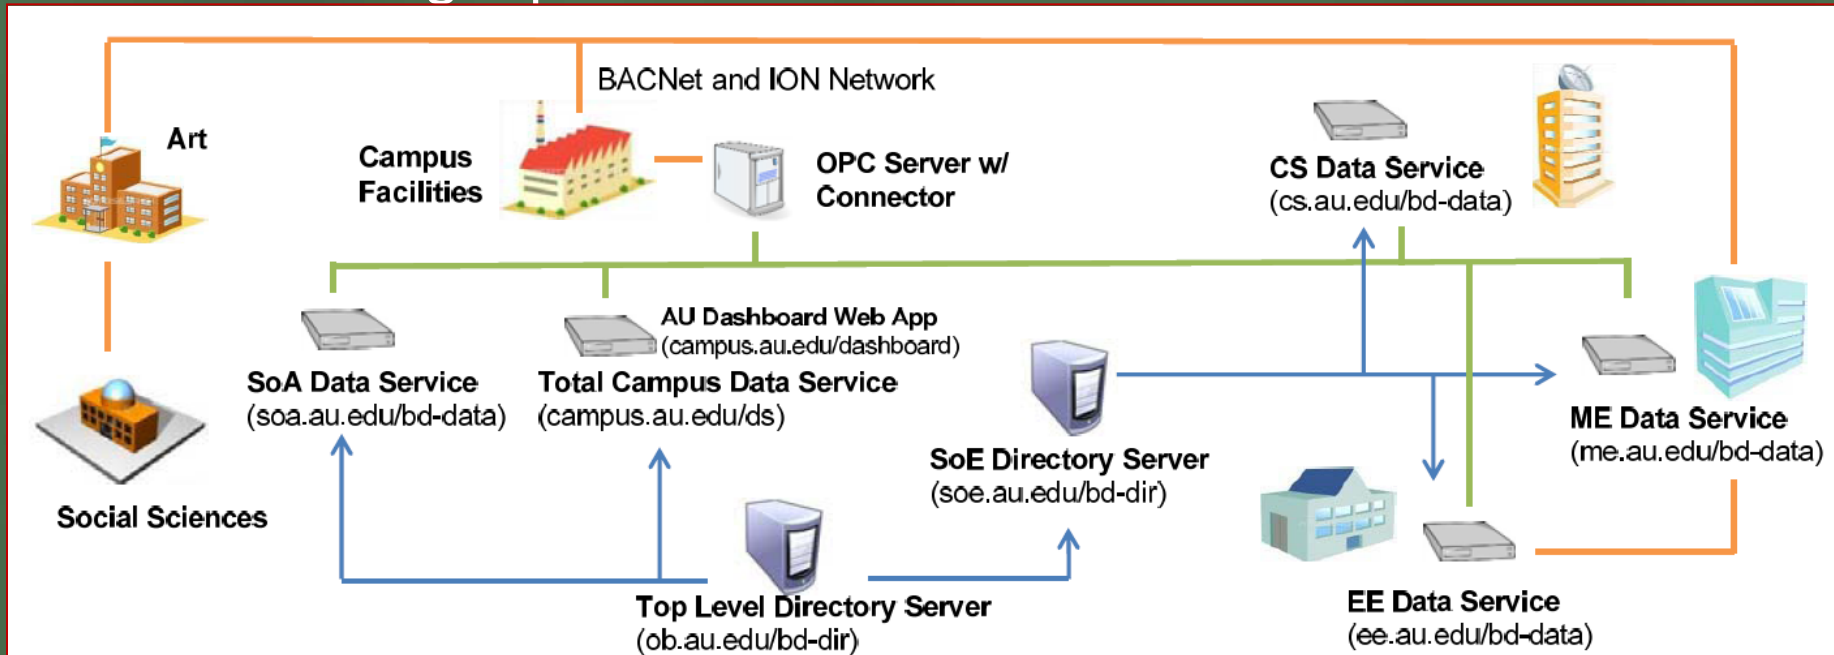 BACNet and ION Network
Art
Campus
Facilities
OPC Server w/
Connector
CS Data Service
(cs.au.edu/bd-data)
AU Dashboard Web App
(campus.au.edu/dashboard)
SoA Data Service
(soa.au.edu/bd-data)
Total Campus Data Service
(campus.au.edu/ds)
ME Data Service
(me.au.edu/bd-data)
SoE Directory Server
(soe.au.edu/bd-dir)
Social Sciences
Top Level Directory Server
(ob.au.edu/bd-dir)
EE Data Service
(ee.au.edu/bd-data)